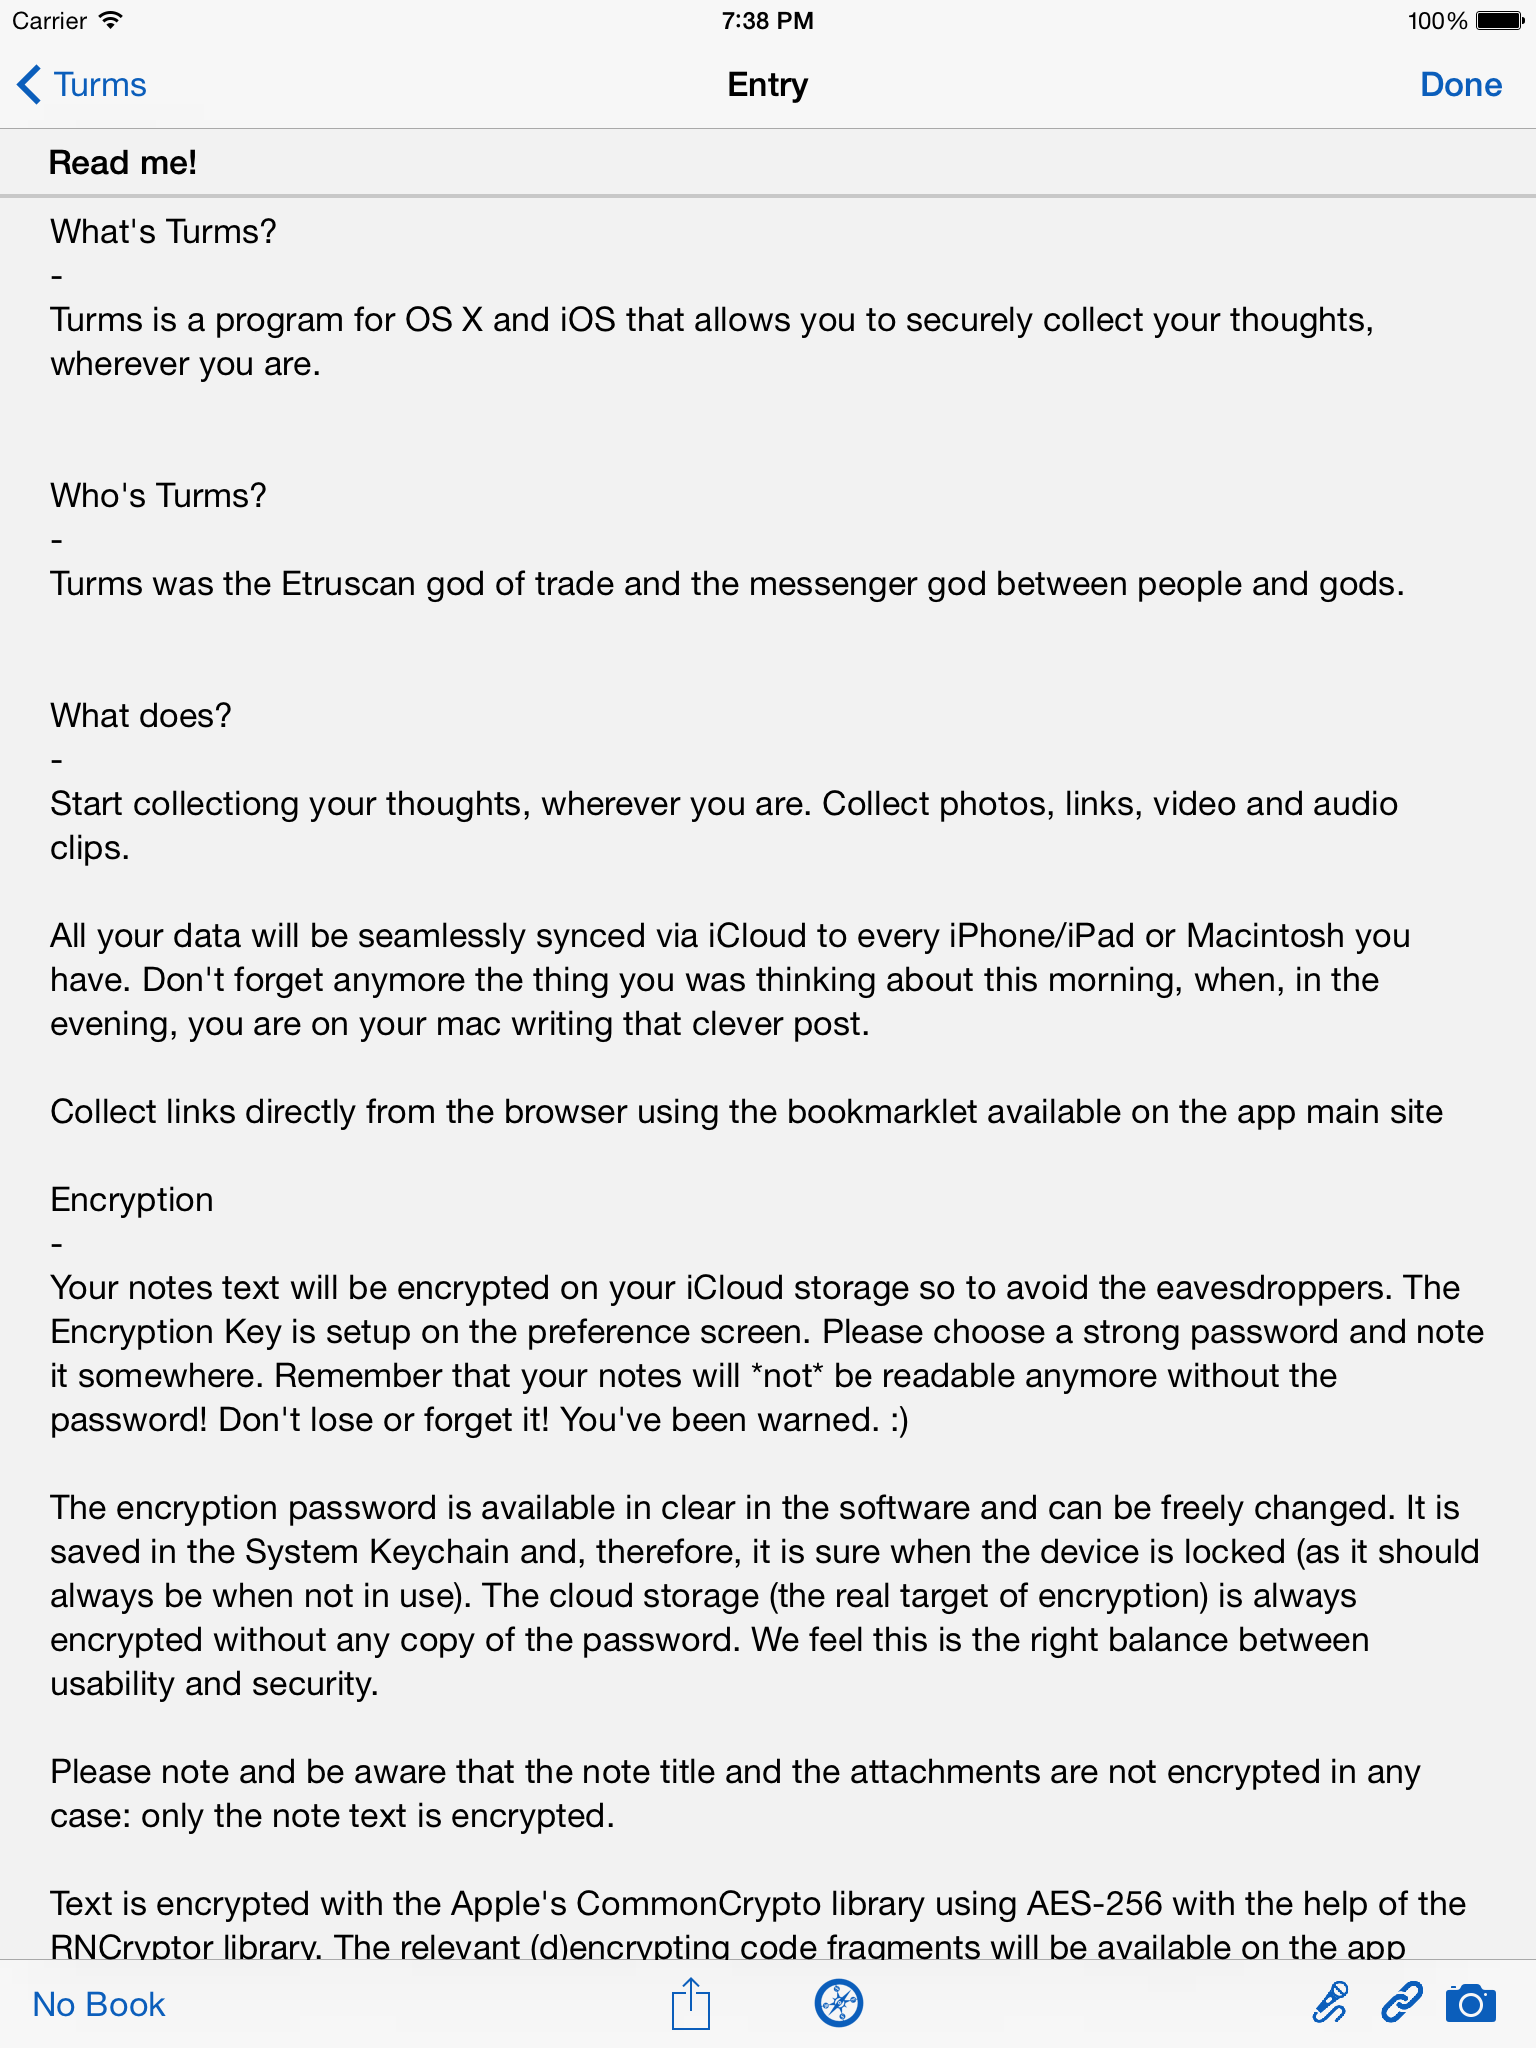 Carrier 7:38 PM 100%
Turms Entry Done
Read me!
What's Turms?
-
Turms is a program for OS X and iOS that allows you to securely collect your thoughts,
wherever you are.
Who's Turms?
-
Turms was the Etruscan god of trade and the messenger god between people and gods.
What does?
-
Start collectiong your thoughts, wherever you are. Collect photos, links, video and audio
clips.
All your data will be seamlessly synced via iCloud to every iPhone/iPad or Macintosh you
have. Don't forget anymore the thing you was thinking about this morning, when, in the
evening, you are on your mac writing that clever post.
Collect links directly from the browser using the bookmarklet available on the app main site
Encryption
-
Your notes text will be encrypted on your iCloud storage so to avoid the eavesdroppers. The
Encryption Key is setup on the preference screen. Please choose a strong password and note
it somewhere. Remember that your notes will *not* be readable anymore without the
password! Don't lose or forget it! You've been warned. :)
The encryption password is available in clear in the software and can be freely changed. It is
saved in the System Keychain and, therefore, it is sure when the device is locked (as it should
always be when not in use). The cloud storage (the real target of encryption) is always
encrypted without any copy of the password. We feel this is the right balance between
usability and security.
Please note and be aware that the note title and the attachments are not encrypted in any
case: only the note text is encrypted.
Text is encrypted with the Apple's CommonCrypto library using AES-256 with the help of the
RNCryptor library. The relevant (d)encrypting code fragments will be available on the app
No Book